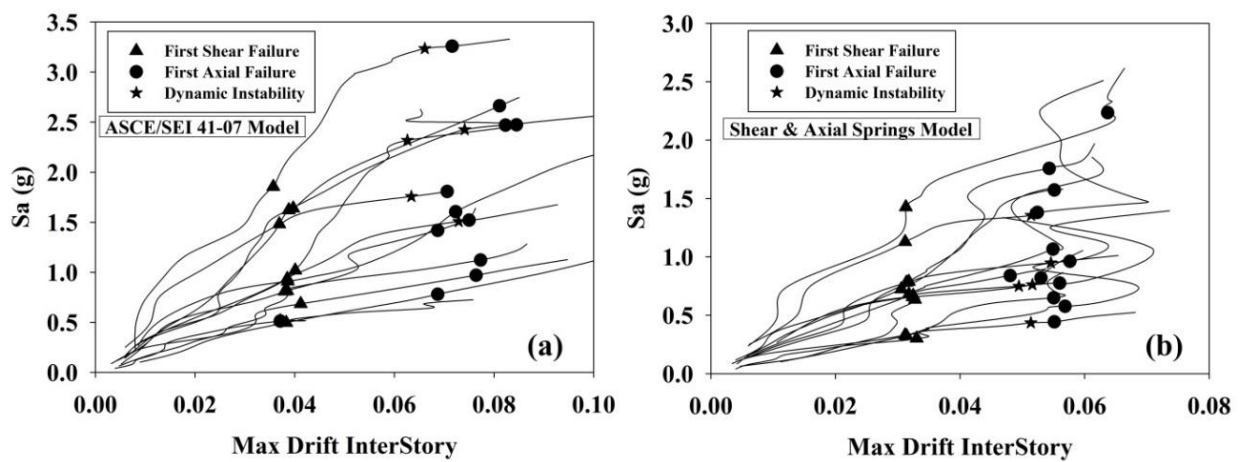 3.5
3.0
2.5
2.0
1.5
1.0
0.5
0.0
Sa (g)
First Shear Failure
First Axial Failure
Dynamic Instability
ASCE/SEI 41-07 Model
(a)
0.00 0.02 0.04 0.06 0.08 0.10
Max Drift InterStory
3.0
2.5
2.0
1.5
1.0
0.5
0.0
Sa (g)
First Shear Failure
First Axial Failure
Dynamic Instability
Shear & Axial Springs Model
(b)
0.00 0.02 0.04 0.06 0.08
Max Drift InterStory